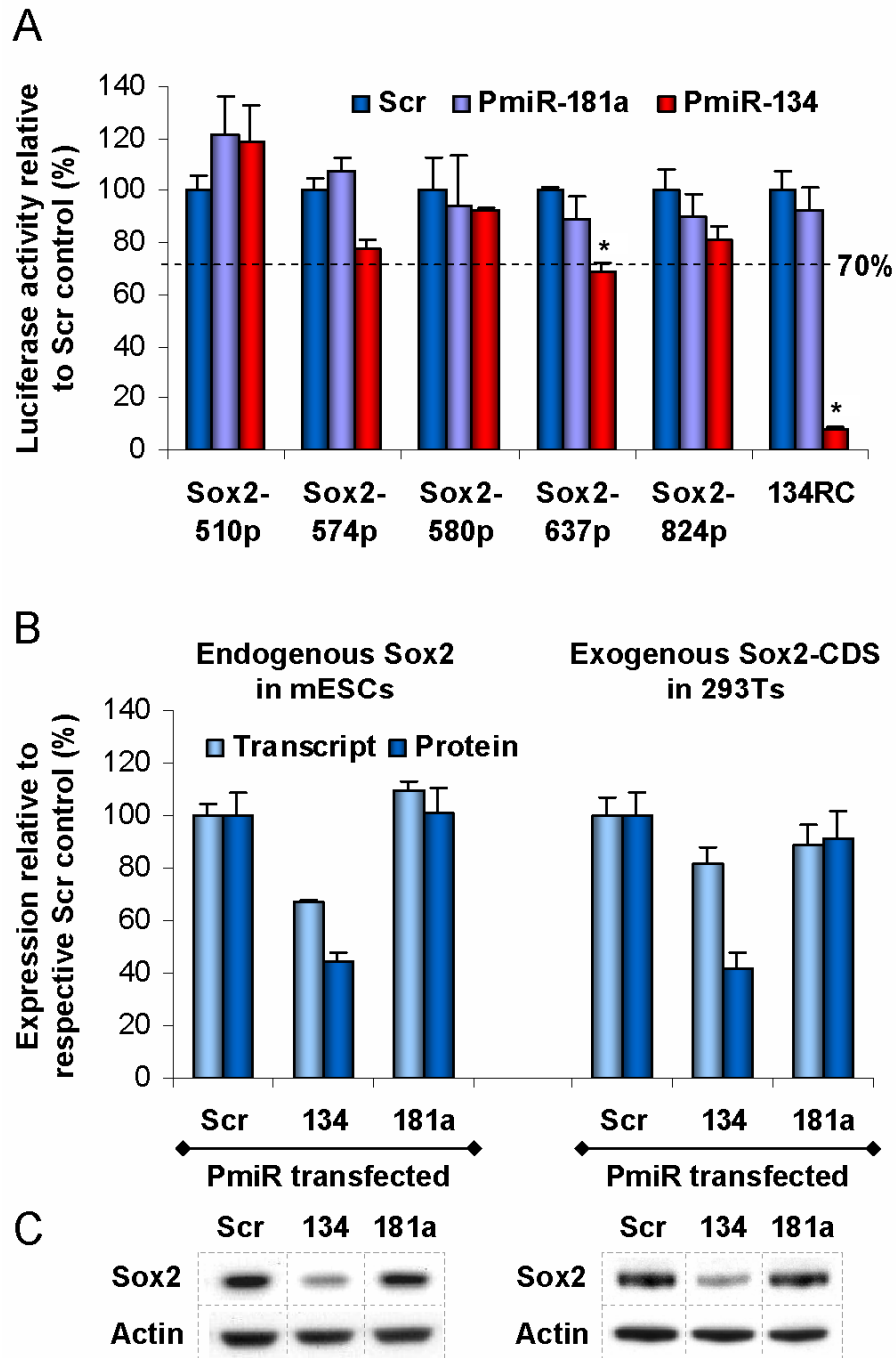 A
Luciferase activity relative
to Scr control (%)
140
120
100
80
60
40
20
0
Scr PmiR-181a PmiR-134
*
*
70%
Sox2-
510p
Sox2-
574p
Sox2-
580p
Sox2-
637p
Sox2-
824p
134RC
B
Endogenous Sox2
in mESCs
Exogenous Sox2-CDS
in 293Ts
Expression relative to
respective Scr control (%)
140
120
100
80
60
40
20
0
Transcript Protein
Scr 134 181a
Scr 134 181a
PmiR transfected
PmiR transfected
C
Scr 134 181a
Scr 134 181a
Sox2
Sox2
Actin
Actin